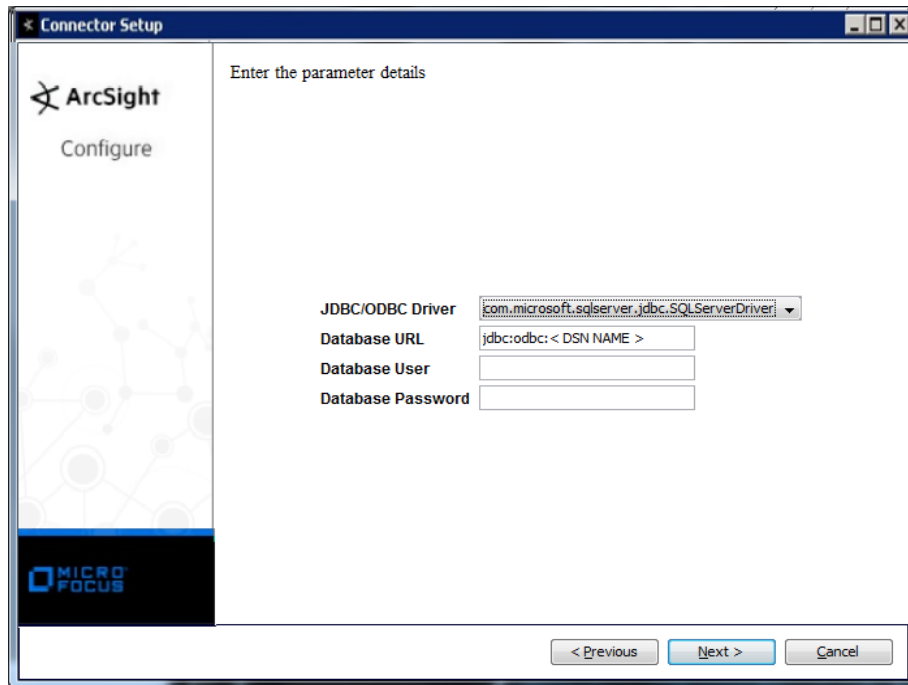 Connector Setup
ArcSight
Configure
Enter the parameter details
JDBC/ODBC Driver com.microsoft.sqlserver.jdbc.SQLServerDriver
Database URL jdbc:odbc:< DSN NAME >
Database User
Database Password
MICRO
FOCUS
< Previous Next > Cancel